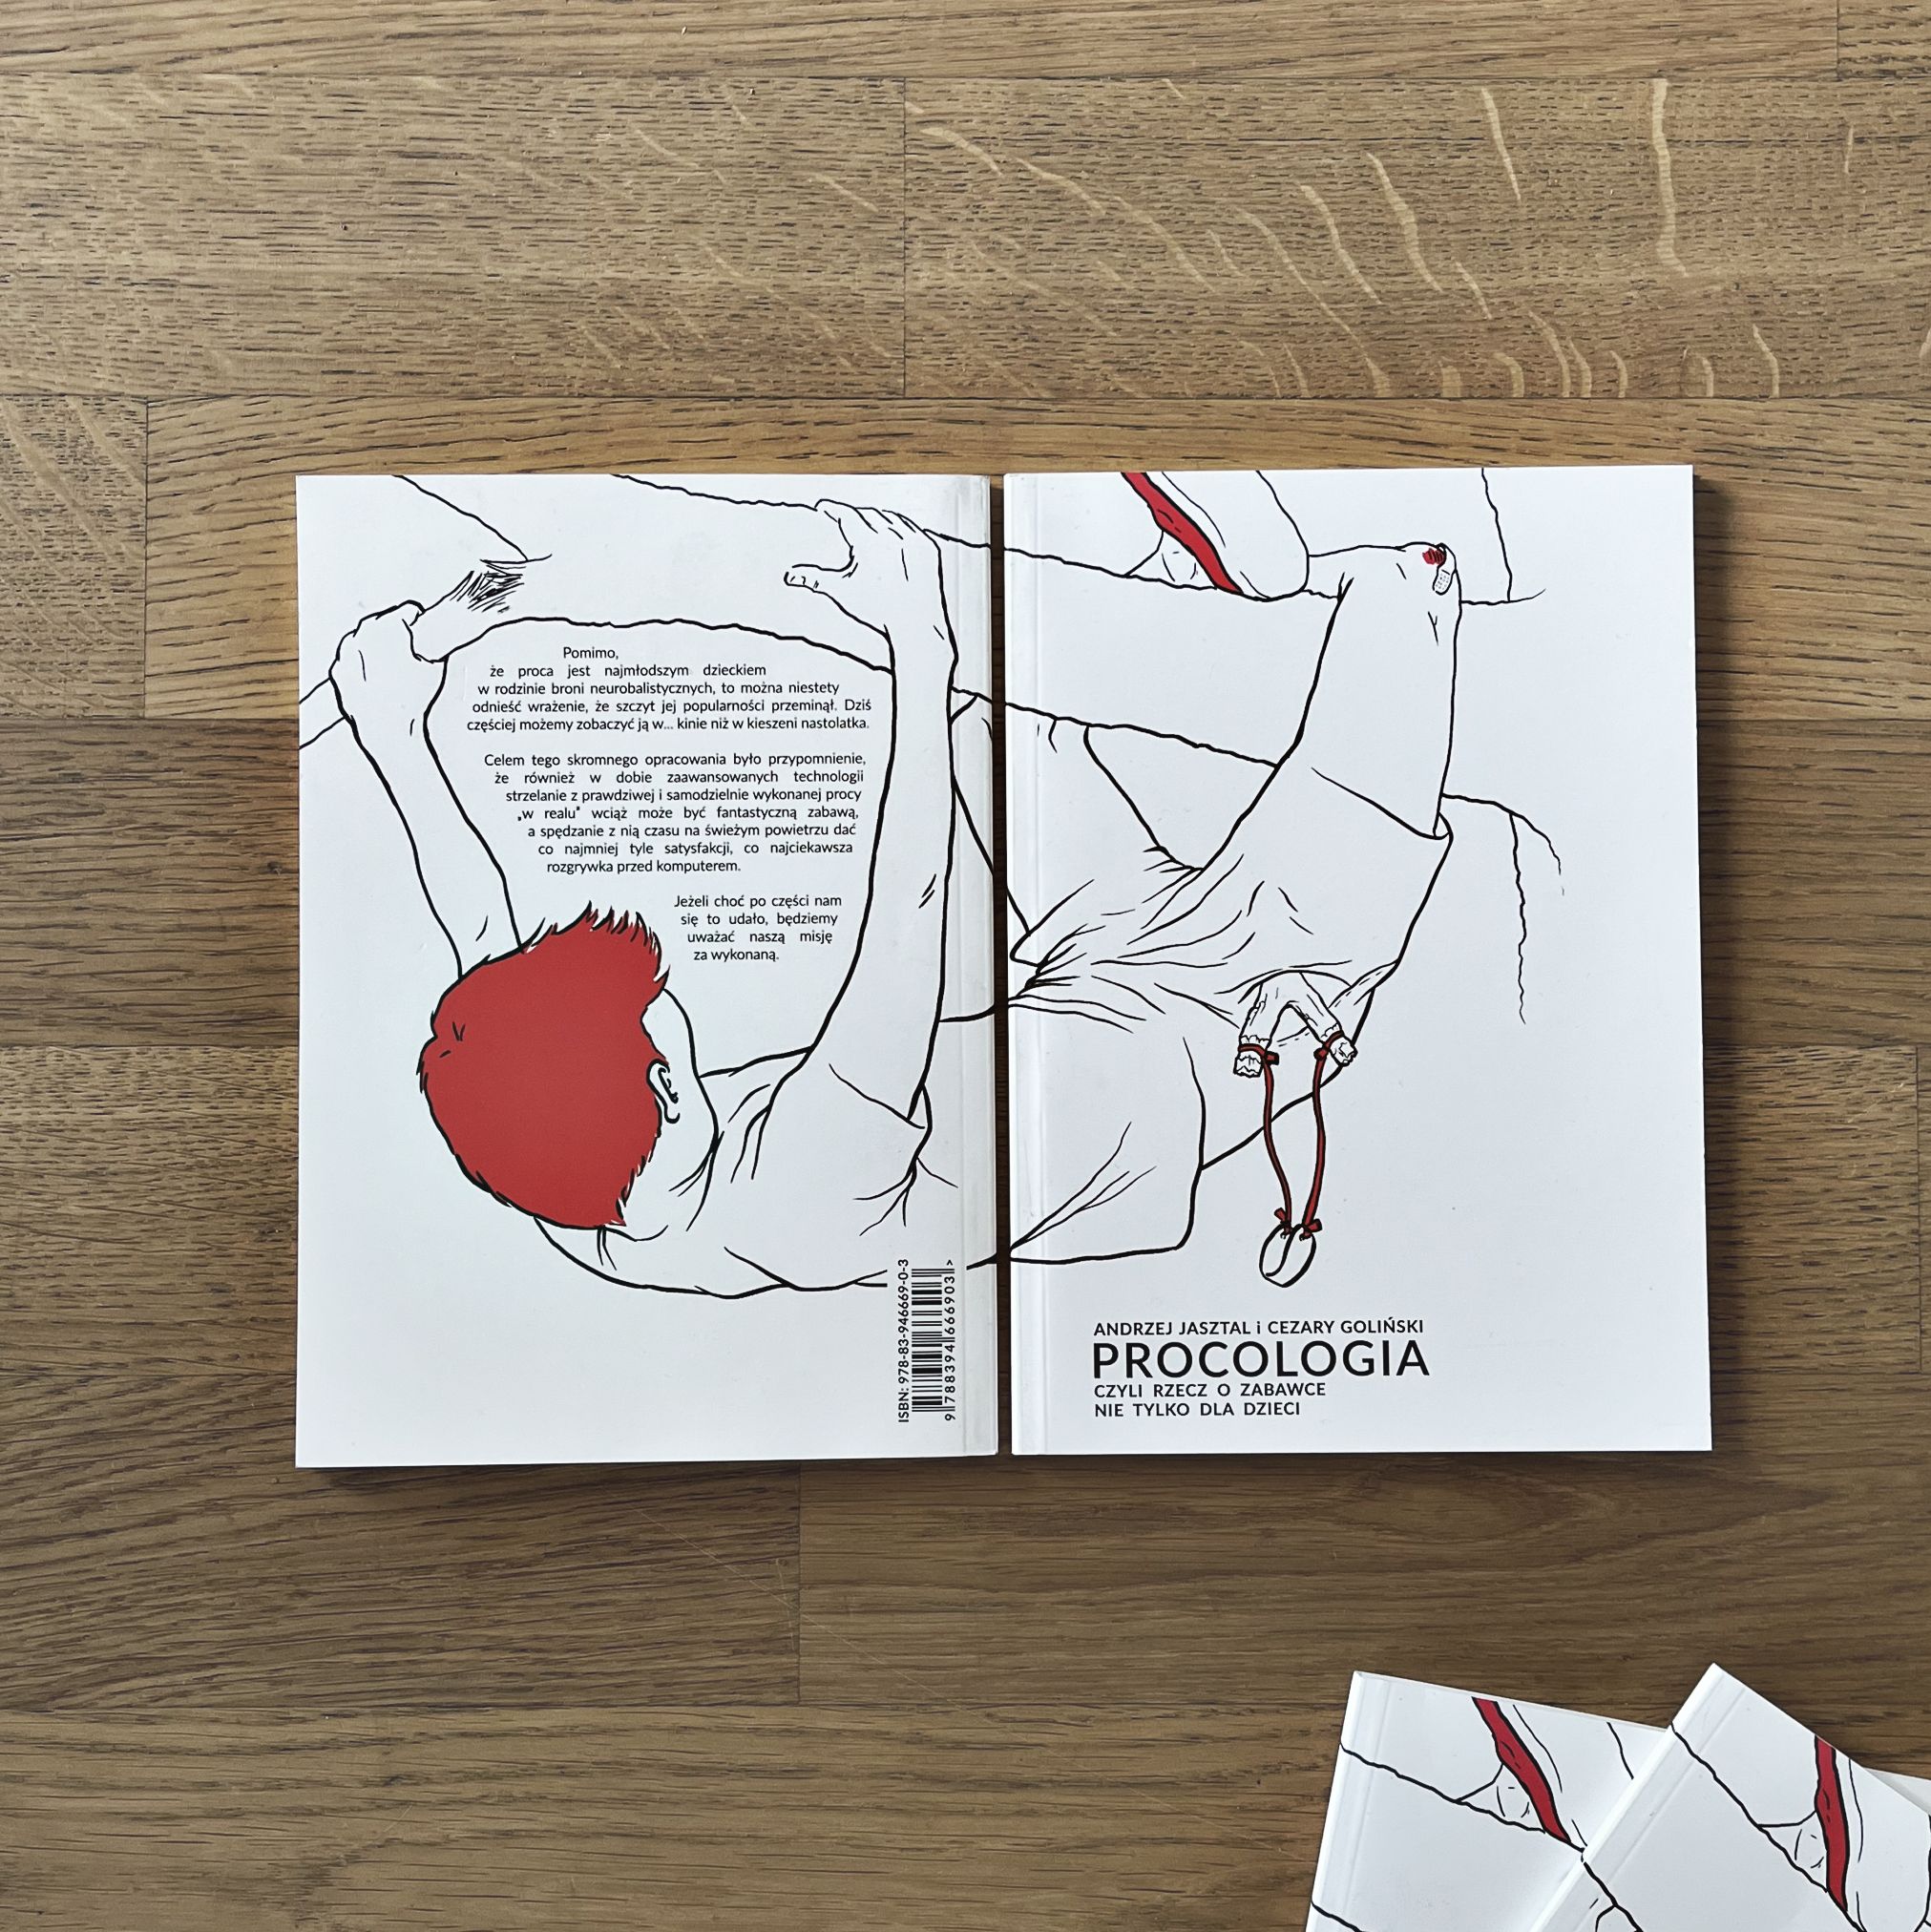 Pomimo,
że proca jest najmłodszym dzieckiem
w rodzinie broni neurobalistycznych, to można niestety
odnieść wrażenie, że szczyt jej popularności przeminął. Dziś
częściej możemy zobaczyć ją w... kinie niż w kieszeni nastolatka.
Celem tego skromnego opracowania było przypomnienie,
że również w dobie zaawansowanych technologii
strzelanie z prawdziwej i samodzielnie wykonanej procy
„w realu” wciąż może być fantastyczną zabawą,
a spędzanie z nią czasu na świeżym powietrzu dać
co najmniej tyle satysfakcji, co najciekawsza
rozgrywka przed komputerem.
Jeżeli choć po części nam
się to udało, będziemy
uważać naszą misję
za wykonaną.
ISBN: 978-83-946669-0-3
9 788394 666903 >
ANDRZEJ JASZTAL i CEZARY GOLIŃSKI
PROCOLOGIA
CZYLI RZECZ O ZABAWCE
NIE TYLKO DLA DZIECI